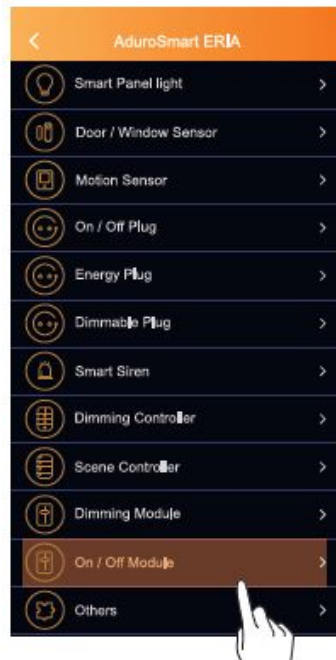 AduroSmart ERIA
Smart Panel light
Door / Window Sensor
Motion Sensor
On / Off Plug
Energy Plug
Dimmable Plug
Smart Siren
Dimming Controller
Scene Controller
Dimming Module
On / Off Module
Others